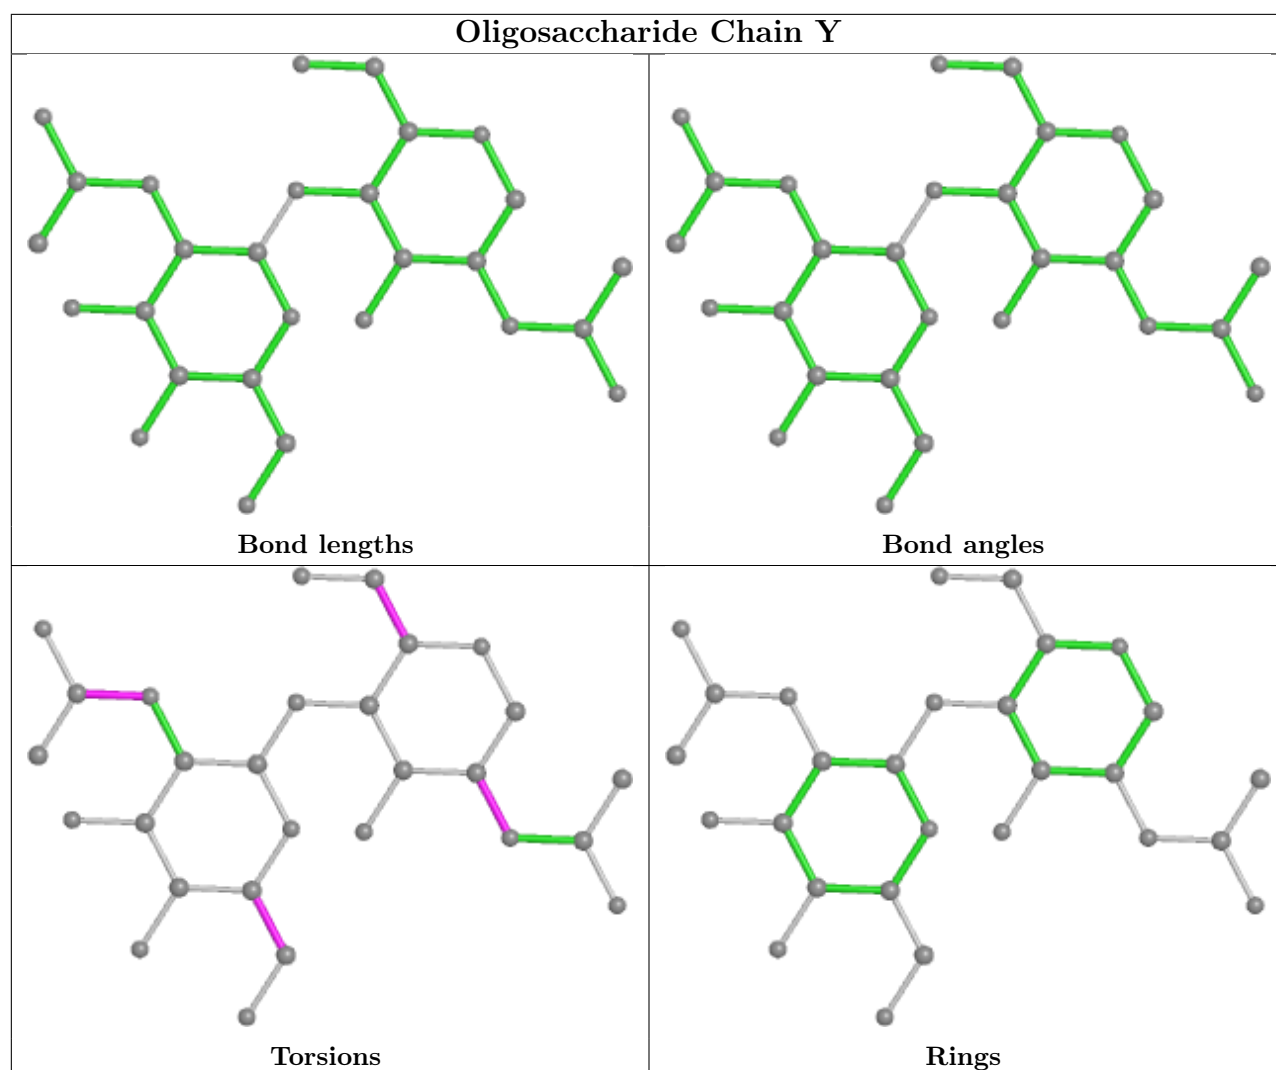 Oligosaccharide Chain Y
Bond lengths
Bond angles
Torsions
Rings